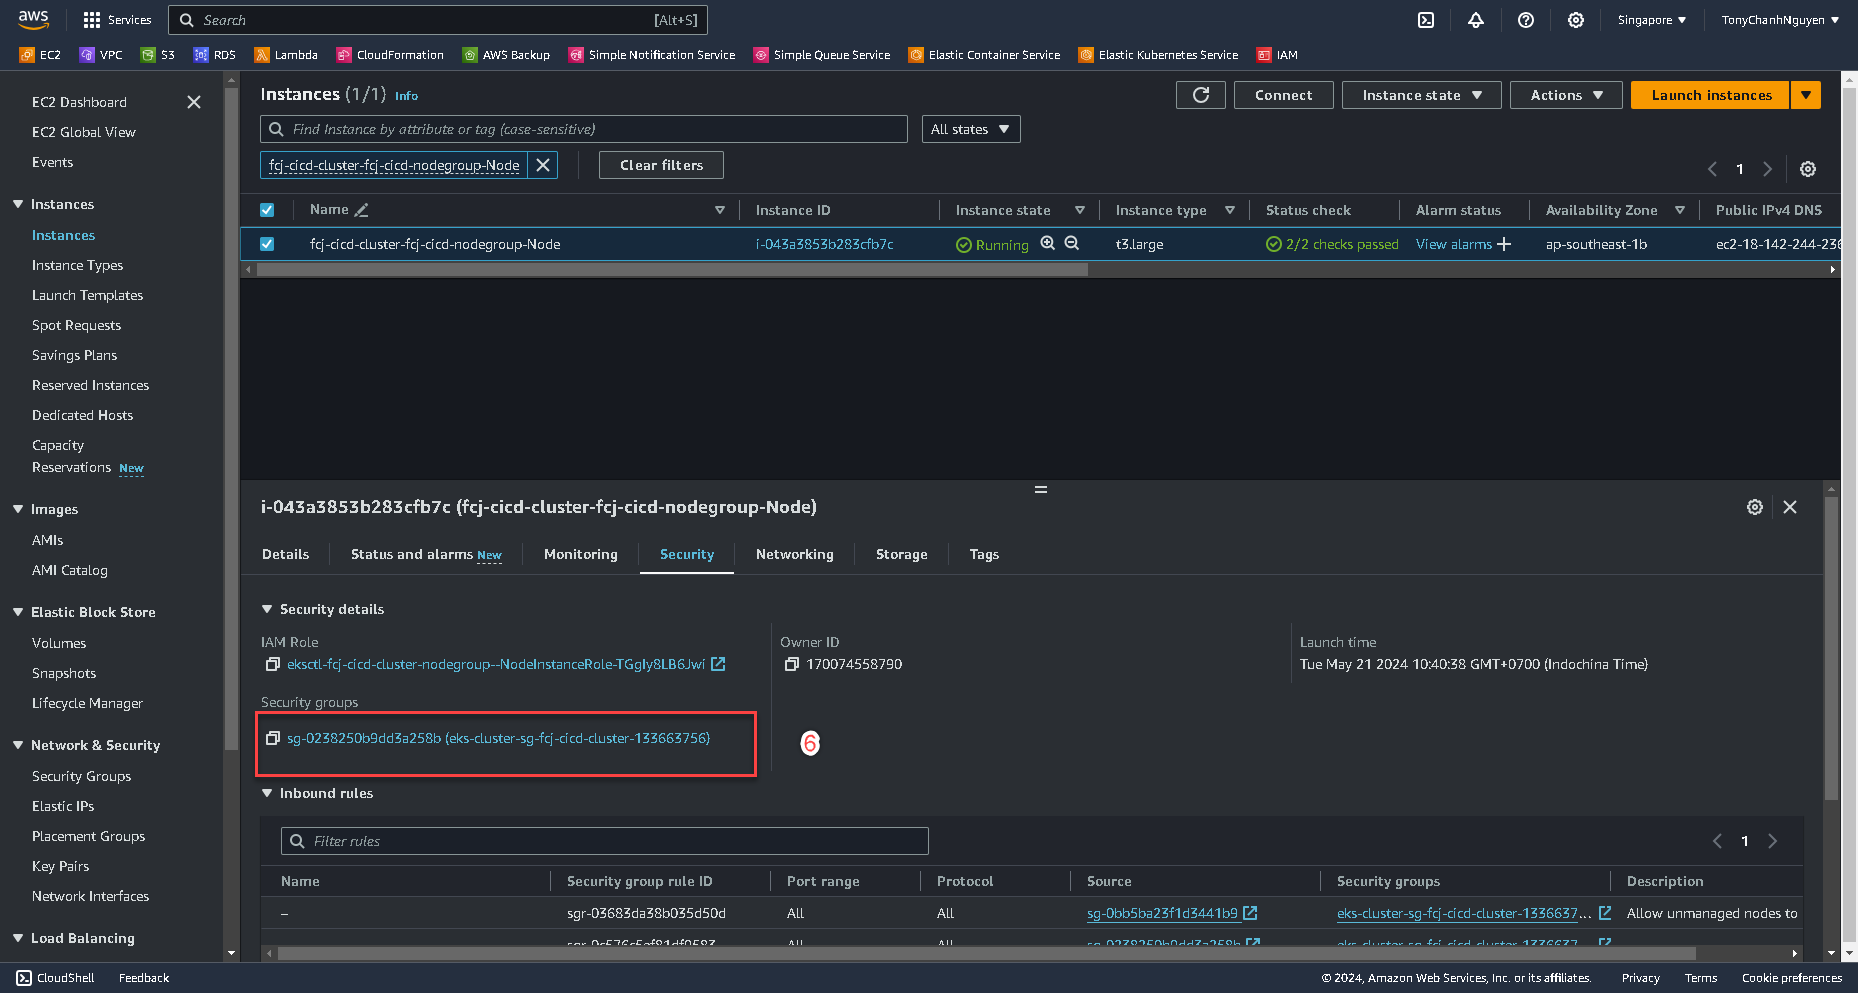 aws
Services
Search
[Alt+S]
Singapore
TonyChanhNguyen
EC2
VPC
S3
RDS
Lambda
CloudFormation
AWS Backup
Simple Notification Service
Simple Queue Service
Elastic Container Service
Elastic Kubernetes Service
IAM
EC2 Dashboard
EC2 Global View
Events
Instances
Instances
Instance Types
Launch Templates
Spot Requests
Savings Plans
Reserved Instances
Dedicated Hosts
Capacity
Reservations New
Images
AMIs
AMI Catalog
Elastic Block Store
Volumes
Snapshots
Lifecycle Manager
Network & Security
Security Groups
Elastic IPs
Placement Groups
Key Pairs
Network Interfaces
Load Balancing
Instances (1/1) Info
Connect
Instance state
Actions
Launch instances
Find Instance by attribute or tag (case-sensitive)
All states
fcj-cicd-cluster-fcj-cicd-nodegroup-Node
Clear filters
1
Name
Instance ID
Instance state
Instance type
Status check
Alarm status
Availability Zone
Public IPv4 DNS
fcj-cicd-cluster-fcj-cicd-nodegroup-Node
i-043a3853b283cfb7c
Running
t3.large
2/2 checks passed
View alarms
ap-southeast-1b
ec2-18-142-244-236
i-043a3853b283cfb7c (fcj-cicd-cluster-fcj-cicd-nodegroup-Node)
Details
Status and alarms New
Monitoring
Security
Networking
Storage
Tags
Security details
IAM Role
eksctl-fcj-cicd-cluster-nodegroup--NodeInstanceRole-TGgIy8LB6Jwi
Owner ID
170074558790
Launch time
Tue May 21 2024 10:40:38 GMT+0700 (Indochina Time)
Security groups
sg-0238250b9dd3a258b (eks-cluster-sg-fcj-cicd-cluster-133663756)
6
Inbound rules
Filter rules
1
Name
Security group rule ID
Port range
Protocol
Source
Security groups
Description
–
sgr-03683da38b035d50d
All
All
sg-0bb5ba23f1d3441b9
eks-cluster-sg-fcj-cicd-cluster-1336637...
Allow unmanaged nodes to
sgr-0c576c5ef81df0583
All
All
sg-0238250b9dd3a258b
eks-cluster-sg-fcj-cicd-cluster-1336637...
CloudShell
Feedback
© 2024, Amazon Web Services, Inc. or its affiliates.
Privacy
Terms
Cookie preferences